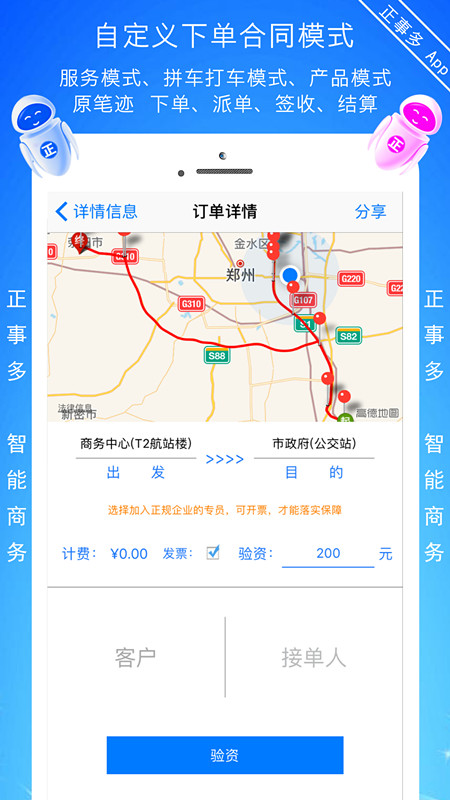 自定义下单合同模式
正事多 App
服务模式、拼车打车模式、产品模式
原笔迹 下单、派单、签收、结算
正
正
详情信息
订单详情
分享
金水区
郑州
G310
G310
G220
G107
S1
S82
S88
法律信息
新密市
高德地图
终
起
商务中心(T2航站楼)
>>>>
市政府(公交站)
出 发
目 的
选择加入正规企业的专员,可开票,才能落实保障
计费: ¥0.00 发票: 验资: 200 元
客户
接单人
验资
正事多 智能商务
正事多 智能商务